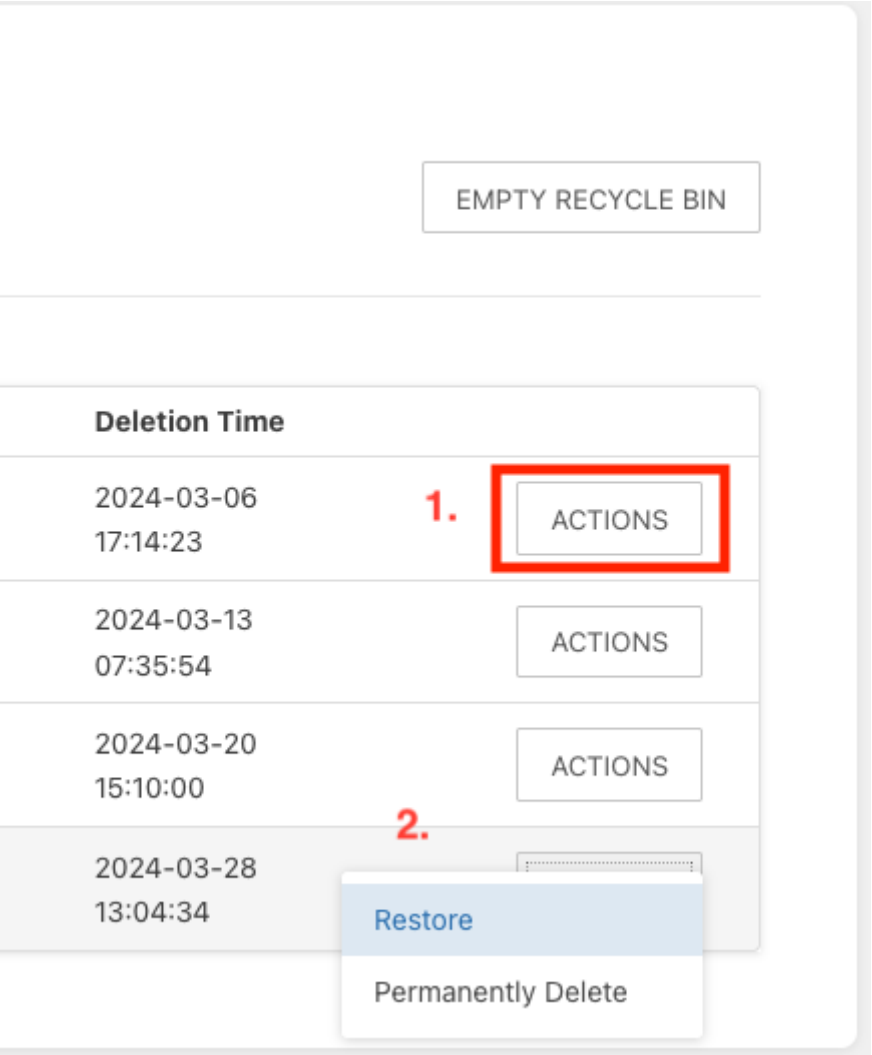 EMPTY RECYCLE BIN
Deletion Time
2024-03-06
17:14:23
1.
ACTIONS
2024-03-13
07:35:54
ACTIONS
2024-03-20
15:10:00
ACTIONS
2.
2024-03-28
13:04:34
Restore
Permanently Delete